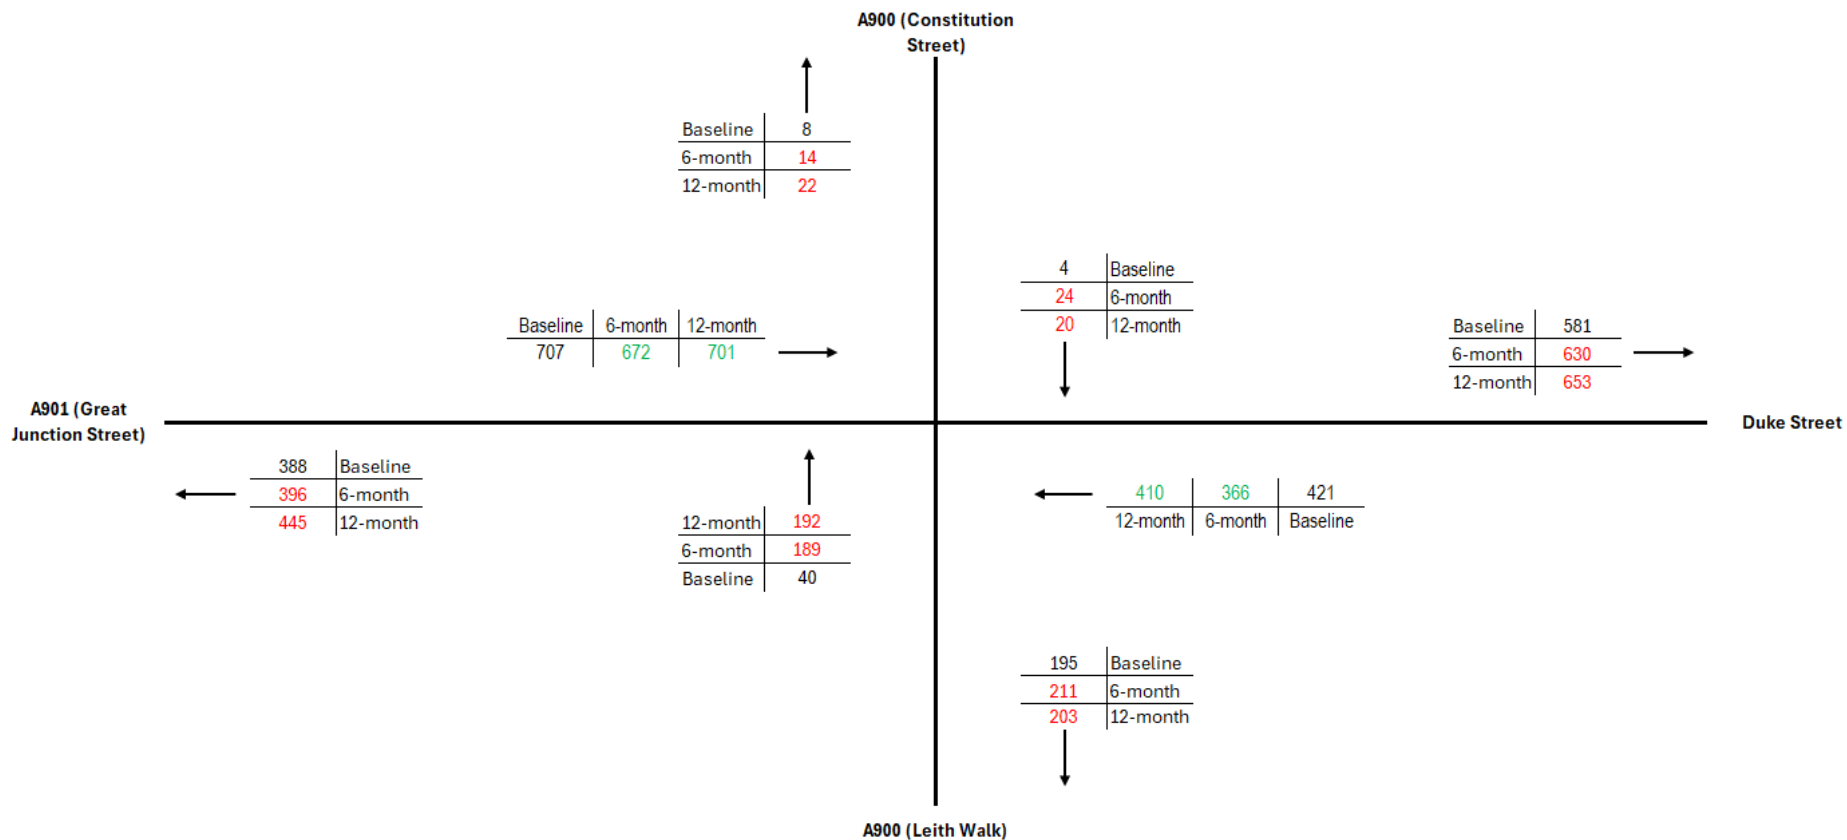 A900 (Constitution
Street)
Baseline 8
6-month 14
12-month 22
4 Baseline
24 6-month
20 12-month
Baseline 6-month 12-month
707 672 701
Baseline 581
6-month 630
12-month 653
A901 (Great
Junction Street)
Duke Street
388 Baseline
396 6-month
445 12-month
12-month 192
6-month 189
Baseline 40
410 366 421
12-month 6-month Baseline
195 Baseline
211 6-month
203 12-month
A900 (Leith Walk)